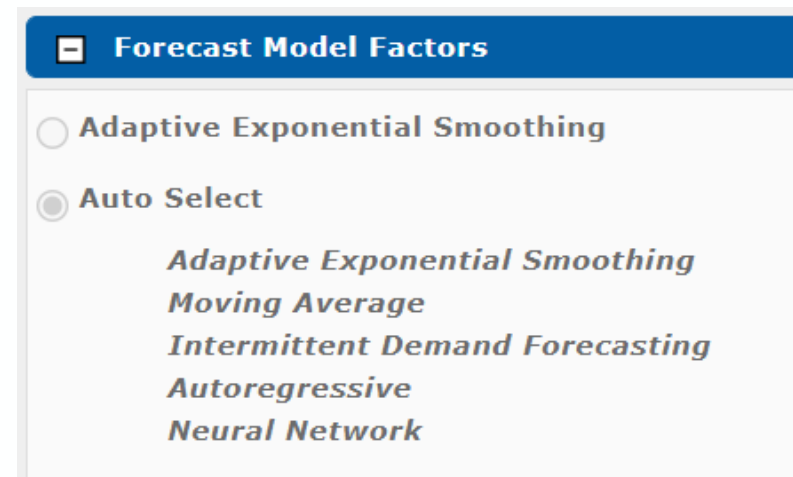 Forecast Model Factors
Adaptive Exponential Smoothing
Auto Select
Adaptive Exponential Smoothing
Moving Average
Intermittent Demand Forecasting
Autoregressive
Neural Network